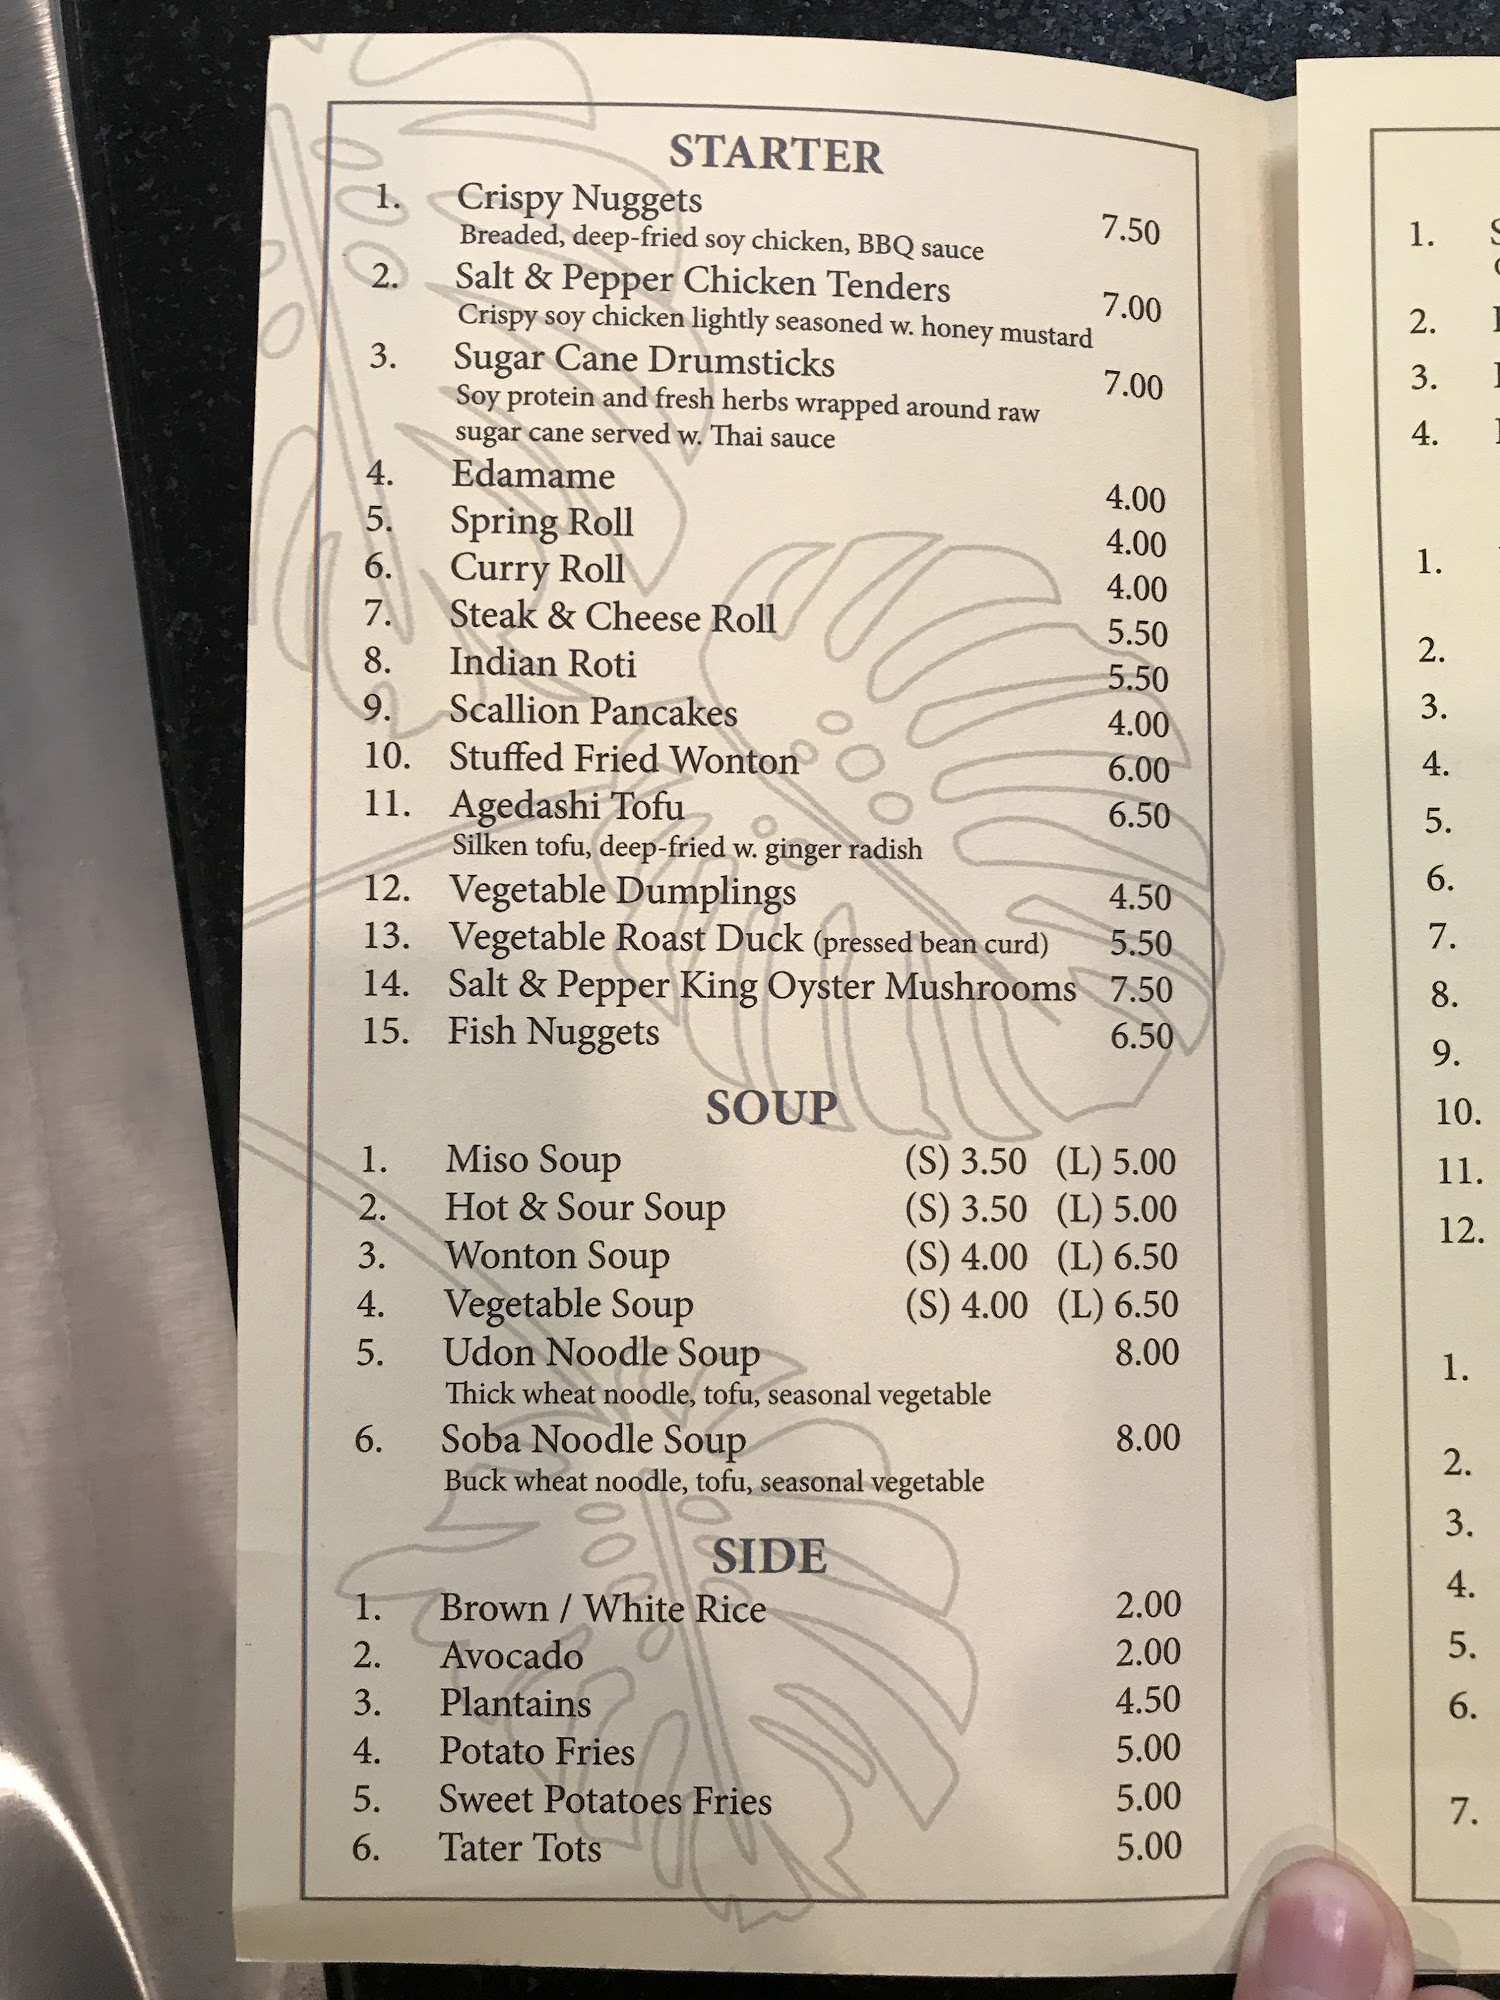 STARTER
1. Crispy Nuggets 7.50
Breaded, deep-fried soy chicken, BBQ sauce
2. Salt & Pepper Chicken Tenders 7.00
Crispy soy chicken lightly seasoned w. honey mustard
3. Sugar Cane Drumsticks 7.00
Soy protein and fresh herbs wrapped around raw
sugar cane served w. Thai sauce
4. Edamame 4.00
5. Spring Roll 4.00
6. Curry Roll 4.00
7. Steak & Cheese Roll 5.50
8. Indian Roti 5.50
9. Scallion Pancakes 4.00
10. Stuffed Fried Wonton 6.00
11. Agedashi Tofu 6.50
Silken tofu, deep-fried w. ginger radish
12. Vegetable Dumplings 4.50
13. Vegetable Roast Duck (pressed bean curd) 5.50
14. Salt & Pepper King Oyster Mushrooms 7.50
15. Fish Nuggets 6.50
SOUP
1. Miso Soup (S) 3.50 (L) 5.00
2. Hot & Sour Soup (S) 3.50 (L) 5.00
3. Wonton Soup (S) 4.00 (L) 6.50
4. Vegetable Soup (S) 4.00 (L) 6.50
5. Udon Noodle Soup 8.00
Thick wheat noodle, tofu, seasonal vegetable
6. Soba Noodle Soup 8.00
Buck wheat noodle, tofu, seasonal vegetable
SIDE
1. Brown / White Rice 2.00
2. Avocado 2.00
3. Plantains 4.50
4. Potato Fries 5.00
5. Sweet Potatoes Fries 5.00
6. Tater Tots 5.00
1.
2.
3.
4.
1.
2.
3.
4.
5.
6.
7.
8.
9.
10.
11.
12.
1.
2.
3.
4.
5.
6.
7.